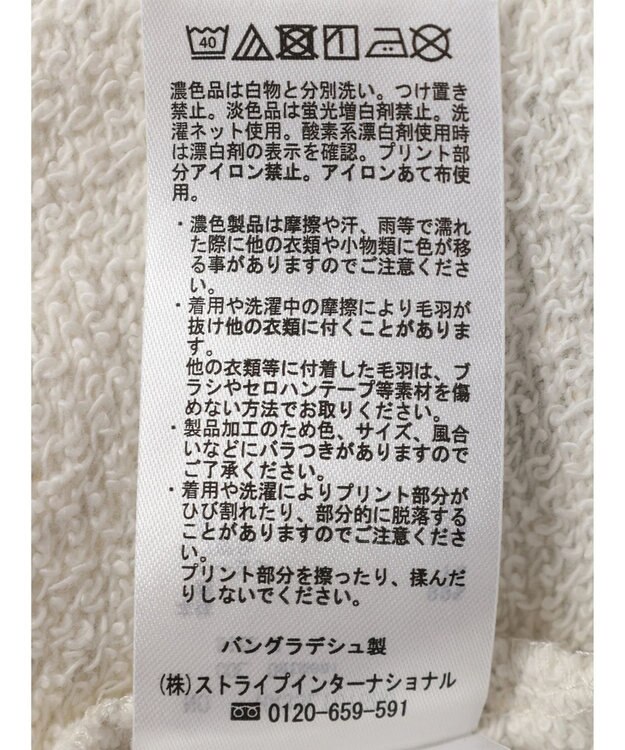 40
濃色品は白物と分別洗い。つけ置き
禁止。淡色品は蛍光増白剤禁止。洗
濯ネット使用。酸素系漂白剤使用時
は漂白剤の表示を確認。プリント部
分アイロン禁止。アイロンあて布使
用。
・濃色製品は摩擦や汗、雨等で濡れ
た際に他の衣類や小物類に色が移
る事がありますのでご注意くださ
い。
・着用や洗濯中の摩擦により毛羽が
抜け他の衣類に付くことがありま
す。
他の衣類等に付着した毛羽は、ブ
ラシやセロハンテープ等素材を傷
めない方法でお取りください。
・製品加工のため色、サイズ、風合
いなどにバラつきがありますので
ご了承ください。
・着用や洗濯によりプリント部分が
ひび割れたり、部分的に脱落する
ことがありますのでご注意くださ
い。
プリント部分を擦ったり、揉んだ
りしないでください。
バングラデシュ製
(株)ストライプインターナショナル
0120-659-591